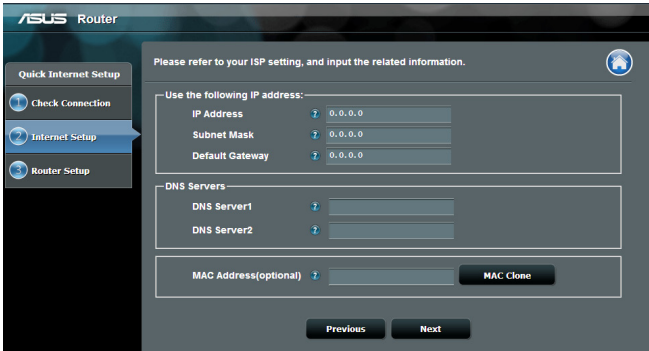 ASUS Router
Quick Internet Setup
1 Check Connection
2 Internet Setup
3 Router Setup
Please refer to your ISP setting, and input the related information.
Use the following IP address:
IP Address ? 0.0.0.0
Subnet Mask ? 0.0.0.0
Default Gateway ? 0.0.0.0
DNS Servers
DNS Server1 ?
DNS Server2 ?
MAC Address(optional) ? MAC Clone
Previous Next